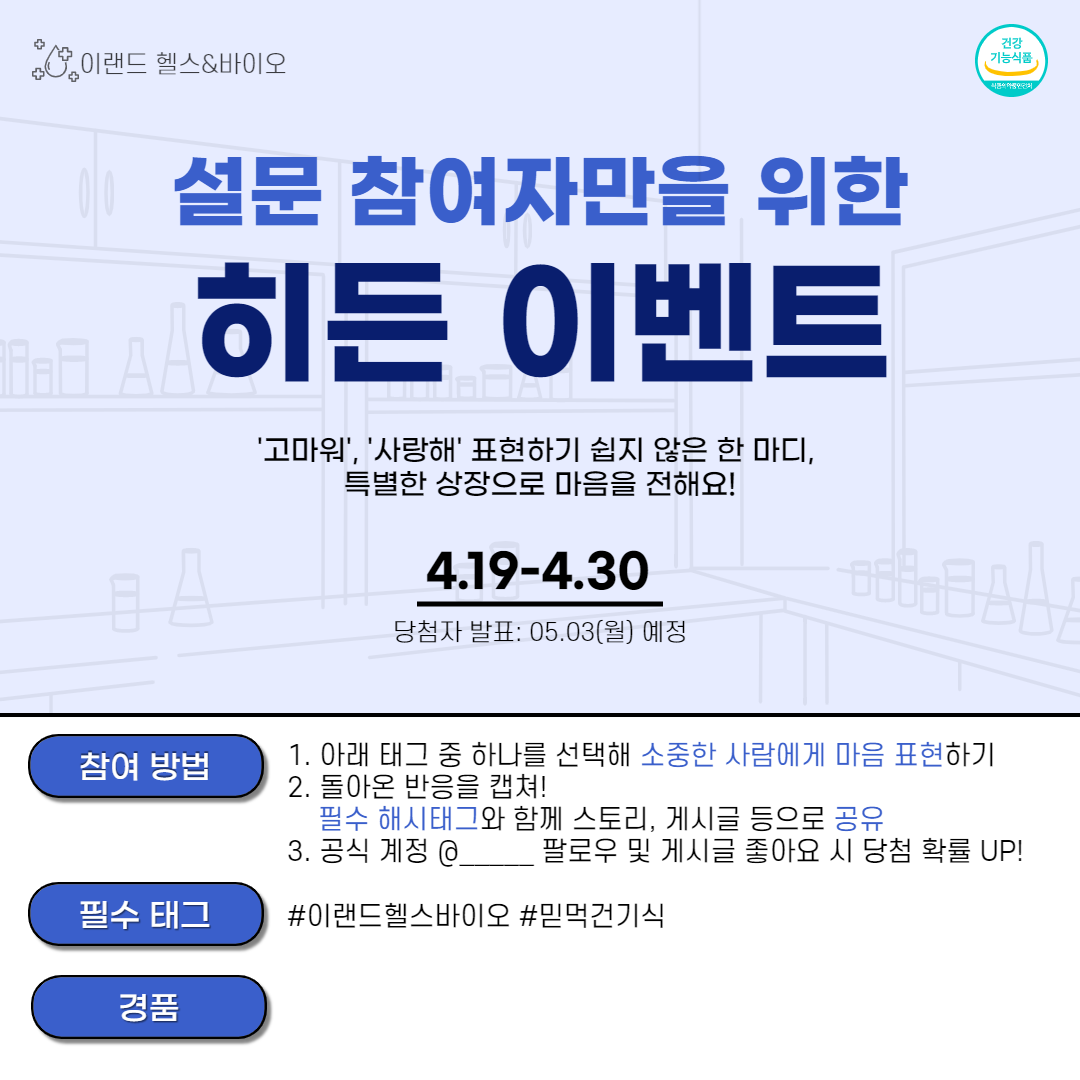 이랜드 헬스&바이오
건강
기능식품
식품의약품안전처
설문 참여자만을 위한
히든 이벤트
'고마워', '사랑해' 표현하기 쉽지 않은 한 마디,
특별한 상장으로 마음을 전해요!
4.19-4.30
당첨자 발표: 05.03(월) 예정
참여 방법
1. 아래 태그 중 하나를 선택해 소중한 사람에게 마음 표현하기
2. 돌아온 반응을 캡쳐!
필수 해시태그와 함께 스토리, 게시글 등으로 공유
3. 공식 계정 @_____ 팔로우 및 게시글 좋아요 시 당첨 확률 UP!
필수 태그
#이랜드헬스바이오 #믿먹건기식
경품